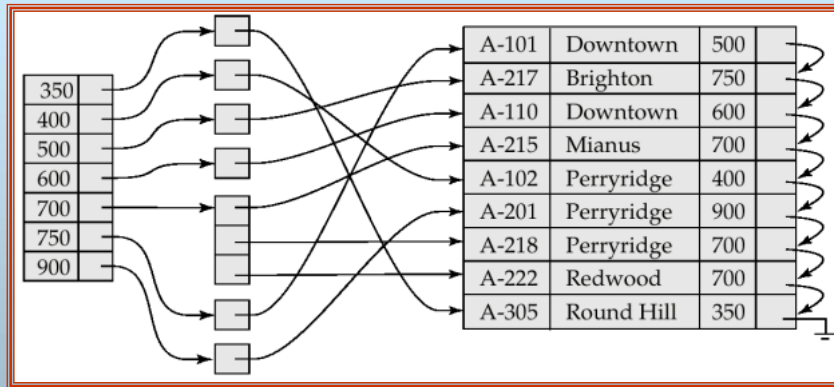 350
400
500
600
700
750
900
A-101 Downtown 500
A-217 Brighton 750
A-110 Downtown 600
A-215 Mianus 700
A-102 Perryridge 400
A-201 Perryridge 900
A-218 Perryridge 700
A-222 Redwood 700
A-305 Round Hill 350